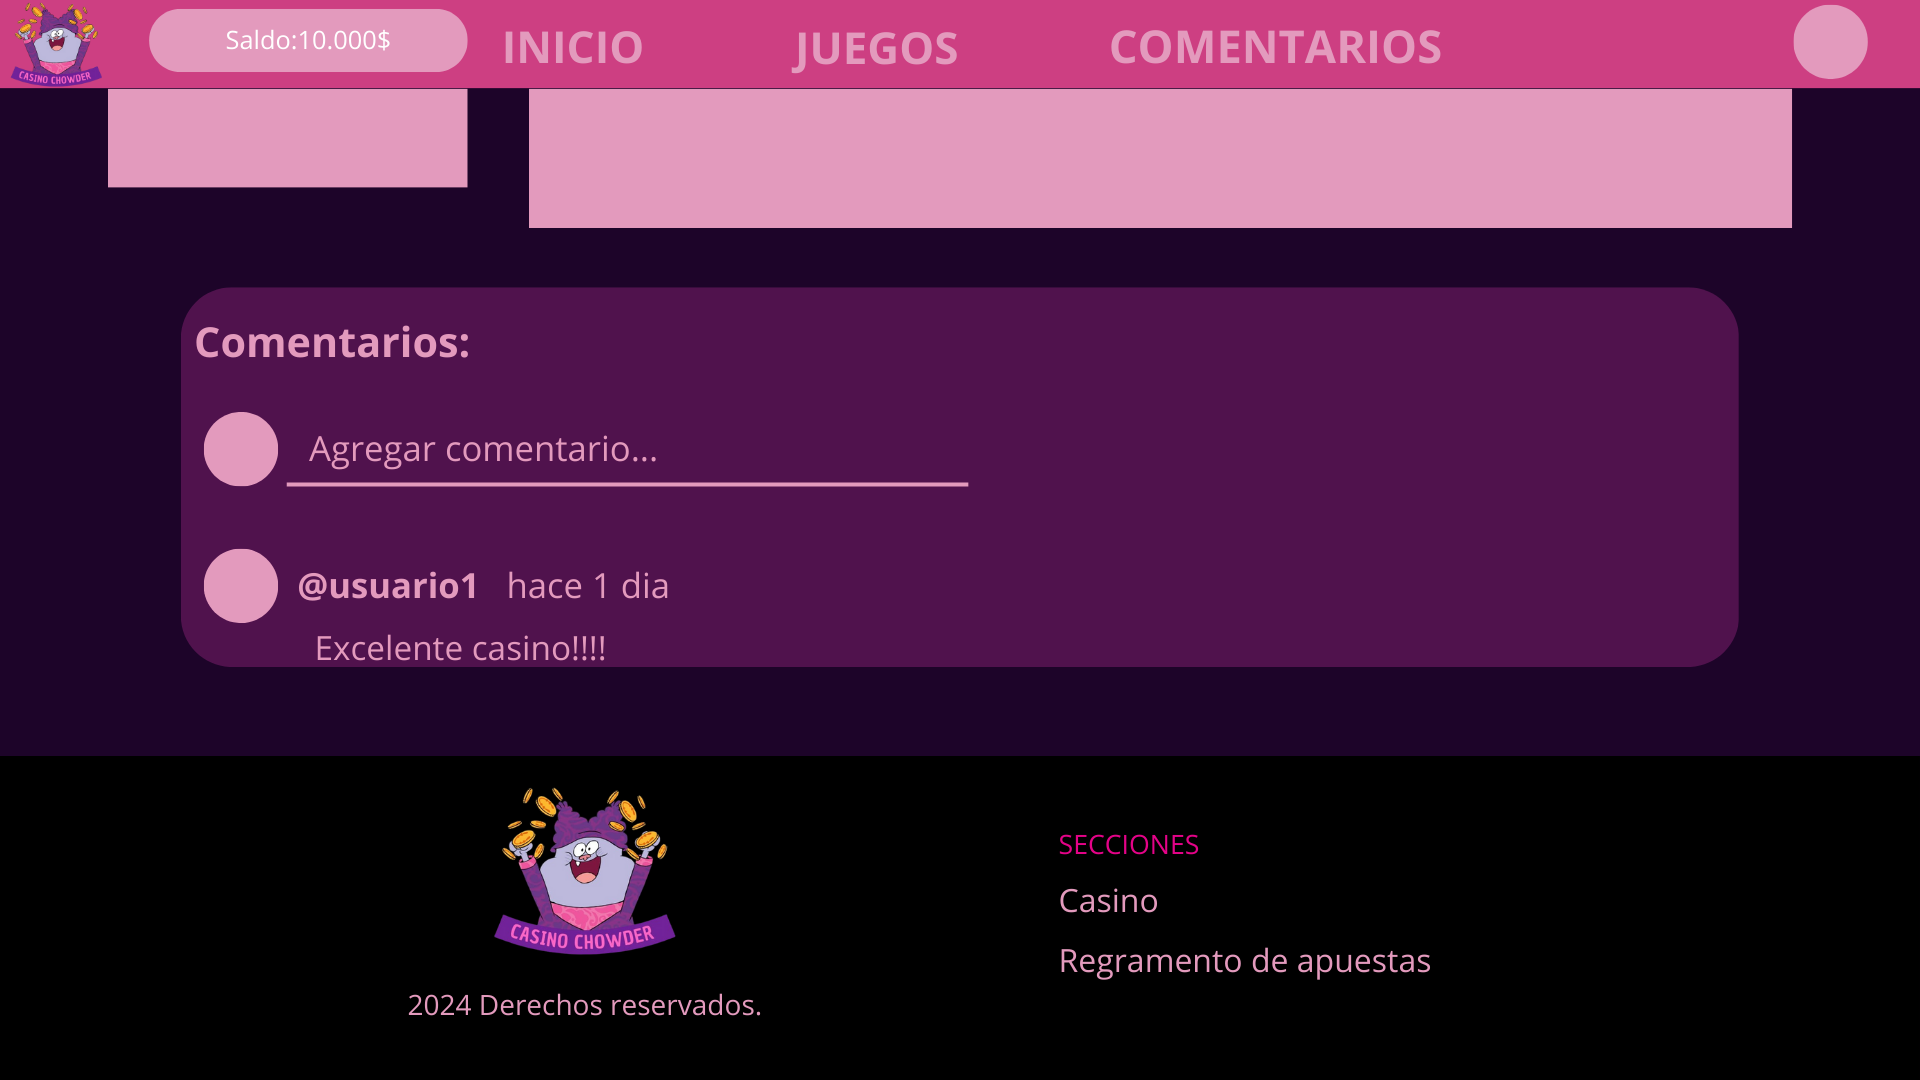 CASINO CHOWDER
Saldo:10.000$
INICIO
JUEGOS
COMENTARIOS
Comentarios:
Agregar comentario...
@usuario1 hace 1 dia
Excelente casino!!!!
CASINO CHOWDER
2024 Derechos reservados.
SECCIONES
Casino
Regramento de apuestas